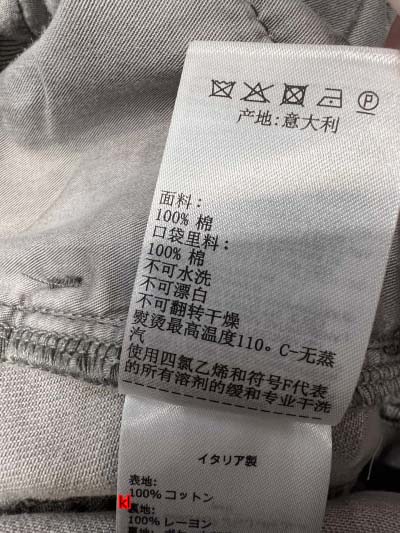 P
产地:意大利
面料:
100% 棉
口袋里料:
100% 棉
不可水洗
不可漂白
不可翻转干燥
熨烫最高温度110。C-无蒸
汽
使用四氯乙烯和符号F代表
的所有溶剂的缓和专业干洗
イタリア製
表地:
100% コットン
kl
裏地:
100% レーヨン